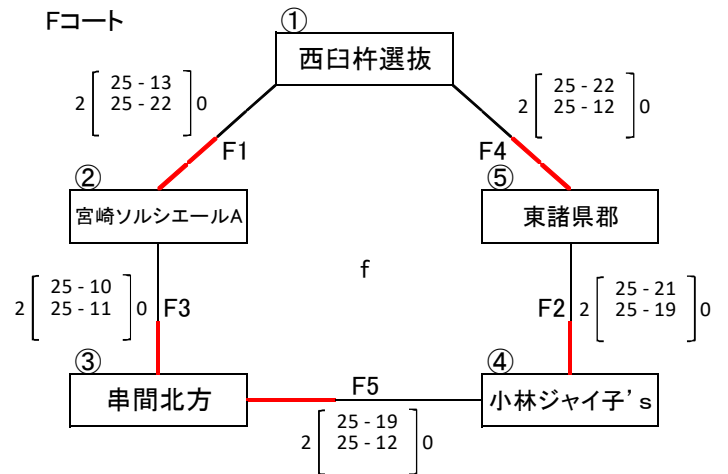 Fコート
①
西臼杵選抜
2 [ 25 - 13 ] 0
25 - 22
2 [ 25 - 22 ] 0
25 - 12
F1
F4
②
宮崎ソルシエールA
⑤
東諸県郡
f
2 [ 25 - 10 ] 0
25 - 11
F3
F2
2 [ 25 - 21 ] 0
25 - 19
③
串間北方
④
小林ジャイ子’s
F5
2 [ 25 - 19 ] 0
25 - 12